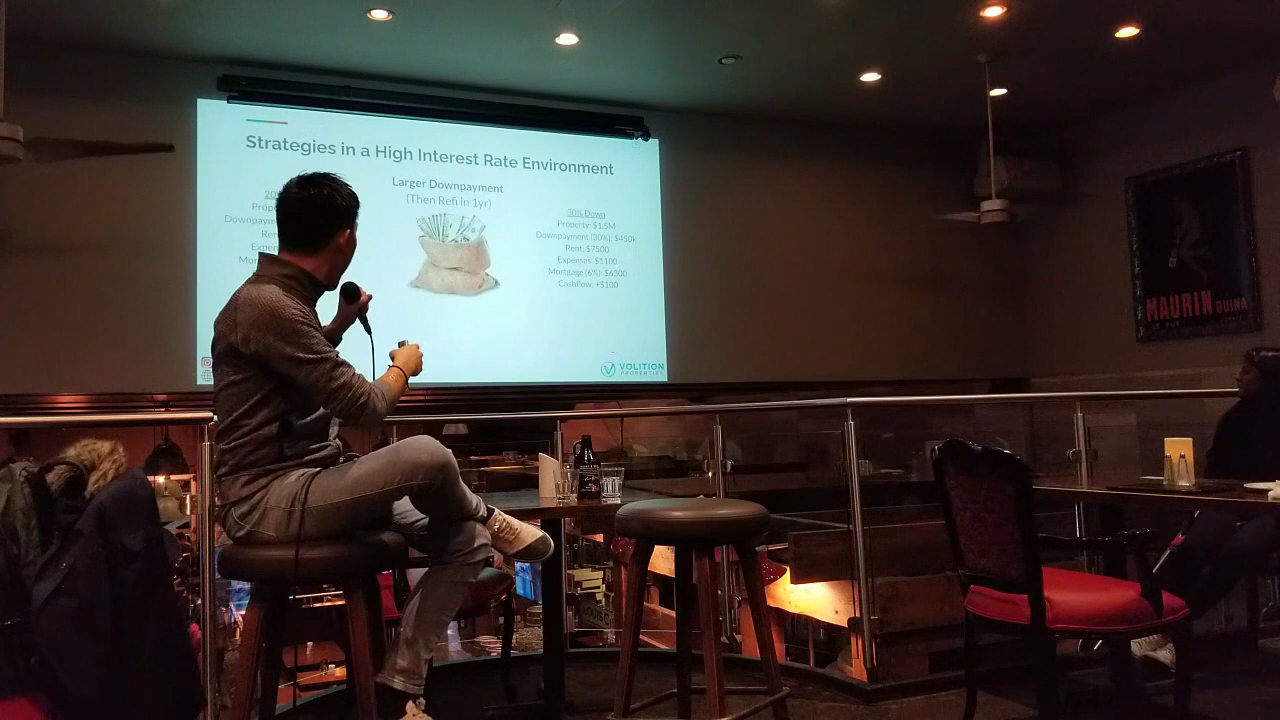 Strategies in a High Interest Rate Environment
Larger Downpayment
(Then Refi in 1yr)
30% Down
Property: $1.5M
Downpayment (30%): $450k
Rent: $7500
Expenses: $1100
Mortgage (6%): $6300
Cashflow: +$100
VOLITION
PROPERTIES
MAURIN QUINA